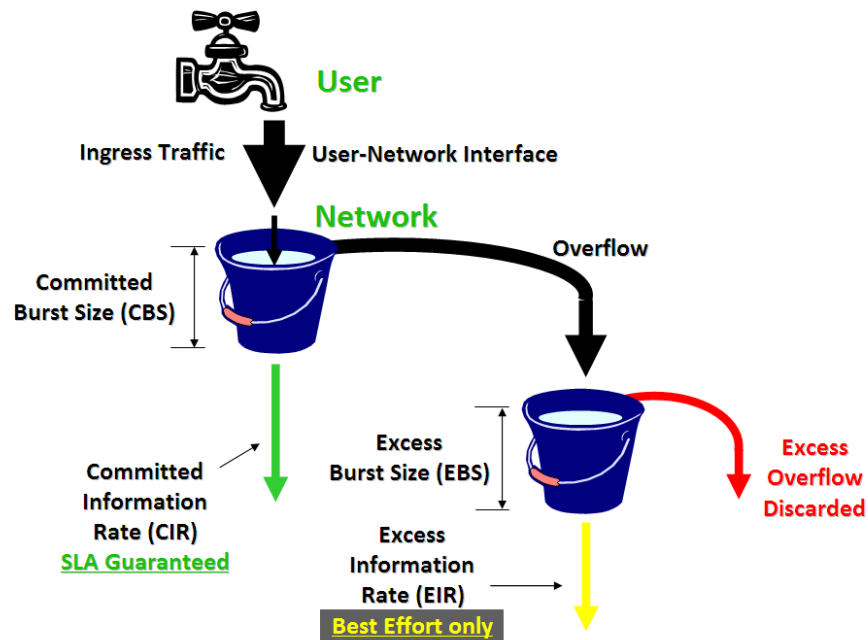 User
Ingress Traffic
User-Network Interface
Network
Overflow
Committed
Burst Size (CBS)
Excess
Burst Size (EBS)
Excess
Overflow
Discarded
Committed
Information
Rate (CIR)
SLA Guaranteed
Excess
Information
Rate (EIR)
Best Effort only